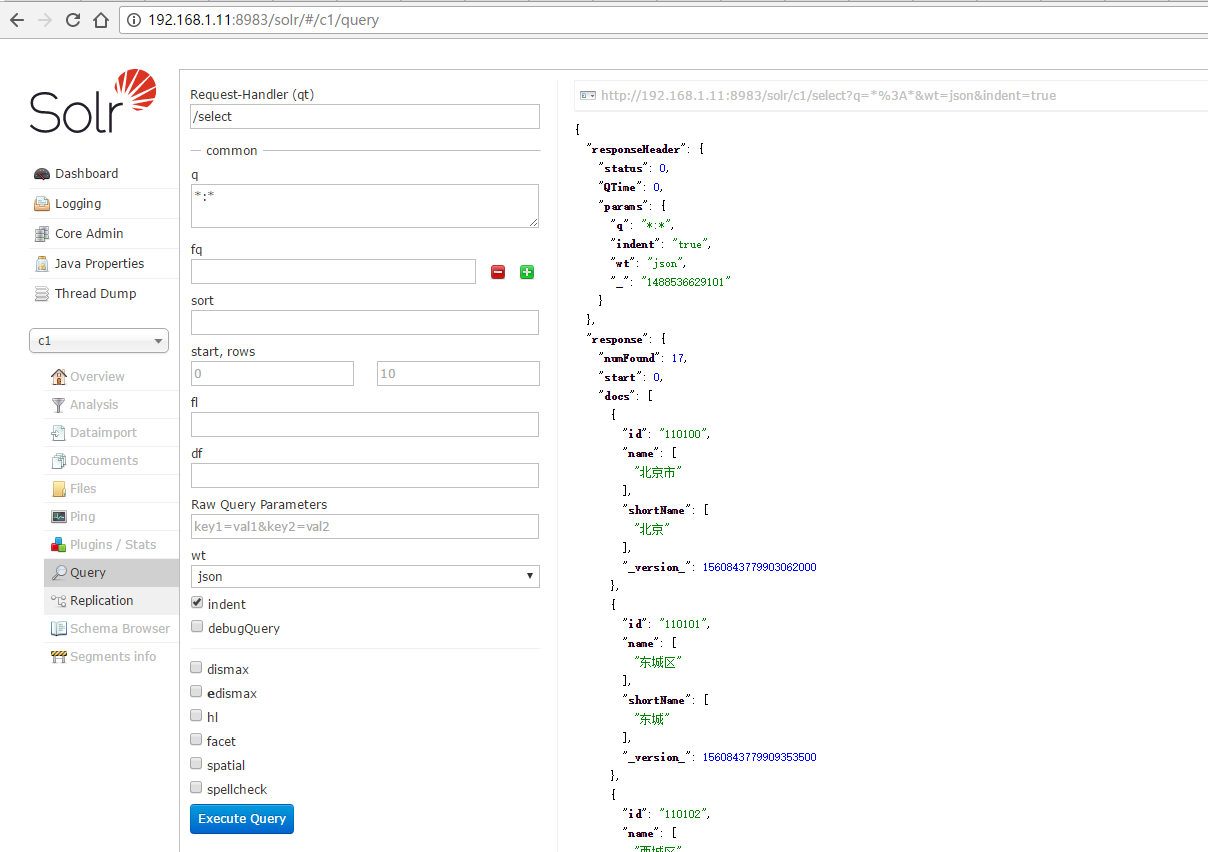 192.168.1.11:8983/solr/#/c1/query
Solr
Dashboard
Logging
Core Admin
Java Properties
Thread Dump
c1
Overview
Analysis
Dataimport
Documents
Files
Ping
Plugins / Stats
Query
Replication
Schema Browser
Segments info
Request-Handler (qt)
/select
common
q
*:*
fq
sort
start, rows
0 10
fl
df
Raw Query Parameters
key1=val1&key2=val2
wt
json
indent
debugQuery
dismax
edismax
hl
facet
spatial
spellcheck
Execute Query
http://192.168.1.11:8983/solr/c1/select?q=*%3A*&wt=json&indent=true
{
"responseHeader": {
"status": 0,
"QTime": 0,
"params": {
"q": "*:*",
"indent": "true",
"wt": "json",
"_": "1488536629101"
}
},
"response": {
"numFound": 17,
"start": 0,
"docs": [
{
"id": "110100",
"name": [
"北京市"
],
"shortName": [
"北京"
],
"_version_": 1560843779903062000
},
{
"id": "110101",
"name": [
"东城区"
],
"shortName": [
"东城"
],
"_version_": 1560843779909353500
},
{
"id": "110102",
"name": [
"西城区"